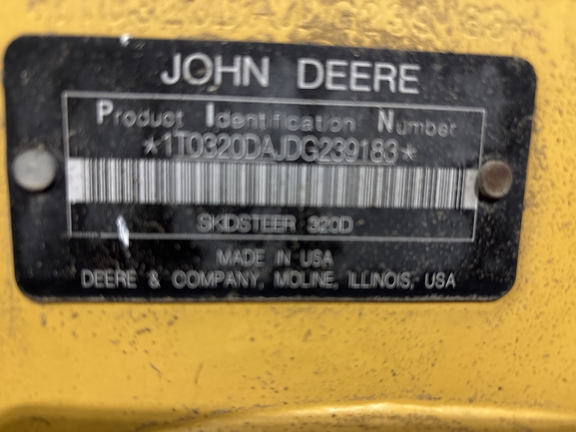 JOHN DEERE
Product Identification Number
*1T0320DAJDG239183*
SKIDSTEER 320D
MADE IN USA
DEERE & COMPANY, MOLINE, ILLINOIS, USA